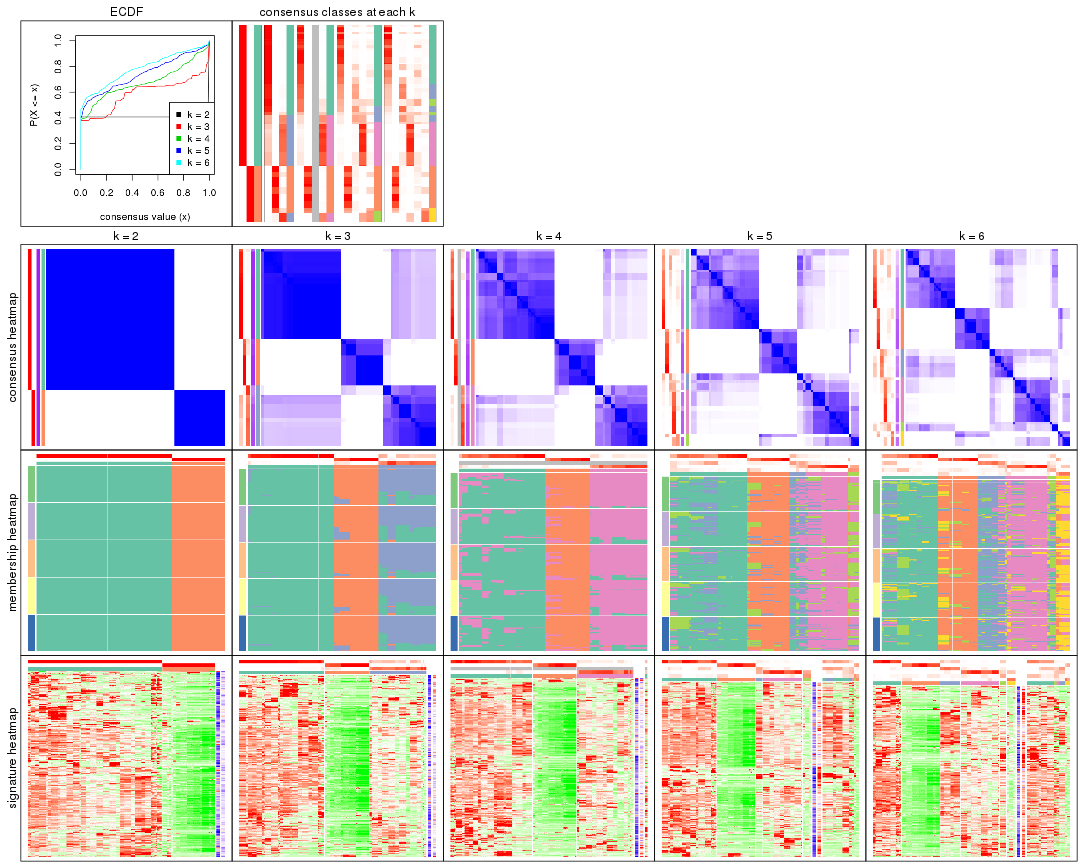 ECDF
consensus classes at each k
P(X <= x)
0.0
0.2
0.4
0.6
0.8
1.0
k = 2
k = 3
k = 4
k = 5
k = 6
0.0 0.2 0.4 0.6 0.8 1.0
consensus value (x)
k = 2
k = 3
k = 4
k = 5
k = 6
consensus heatmap
membership heatmap
signature heatmap